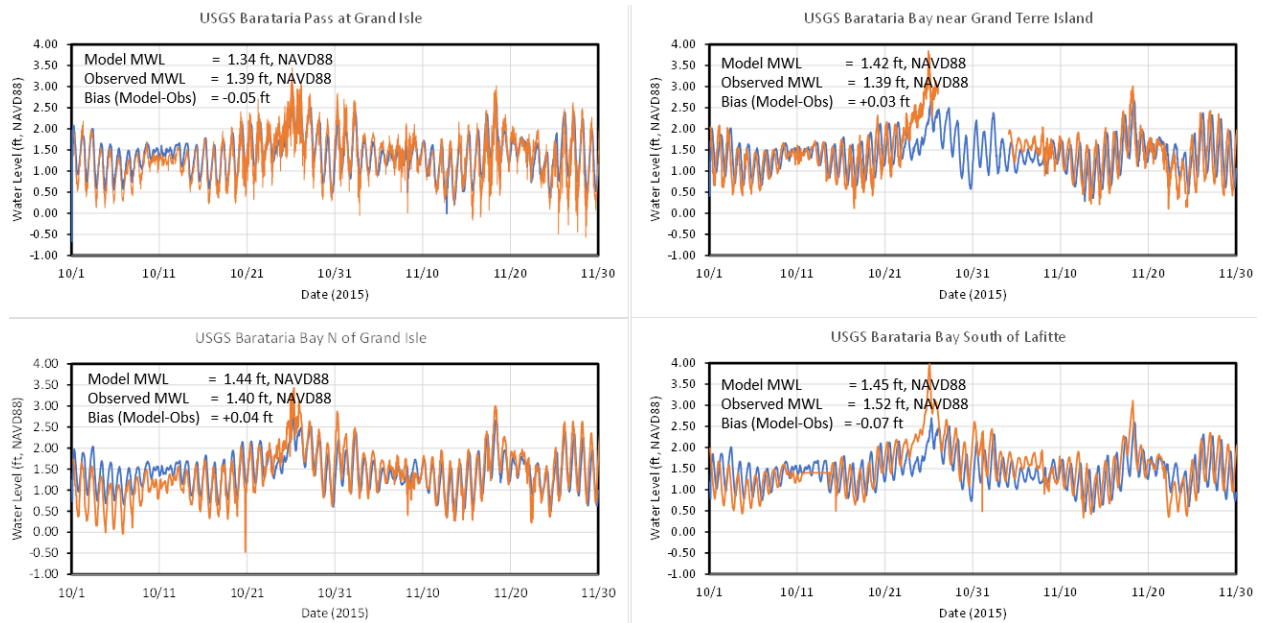 USGS Barataria Pass at Grand Isle
Model MWL = 1.34 ft, NAVD88
Observed MWL = 1.39 ft, NAVD88
Bias (Model-Obs) = -0.05 ft
Water Level (ft, NAVD88)
4.00
3.50
3.00
2.50
2.00
1.50
1.00
0.50
0.00
-0.50
-1.00
10/1 10/11 10/21 10/31 11/10 11/20 11/30
Date (2015)
USGS Barataria Bay near Grand Terre Island
Model MWL = 1.42 ft, NAVD88
Observed MWL = 1.39 ft, NAVD88
Bias (Model-Obs) = +0.03 ft
Water Level (ft, NAVD88)
4.00
3.50
3.00
2.50
2.00
1.50
1.00
0.50
0.00
-0.50
-1.00
10/1 10/11 10/21 10/31 11/10 11/20 11/30
Date (2015)
USGS Barataria Bay N of Grand Isle
Model MWL = 1.44 ft, NAVD88
Observed MWL = 1.40 ft, NAVD88
Bias (Model-Obs) = +0.04 ft
Water Level (ft, NAVD88)
4.00
3.50
3.00
2.50
2.00
1.50
1.00
0.50
0.00
-0.50
-1.00
10/1 10/11 10/21 10/31 11/10 11/20 11/30
Date (2015)
USGS Barataria Bay South of Lafitte
Model MWL = 1.45 ft, NAVD88
Observed MWL = 1.52 ft, NAVD88
Bias (Model-Obs) = -0.07 ft
Water Level (ft, NAVD88)
4.00
3.50
3.00
2.50
2.00
1.50
1.00
0.50
0.00
-0.50
-1.00
10/1 10/11 10/21 10/31 11/10 11/20 11/30
Date (2015)